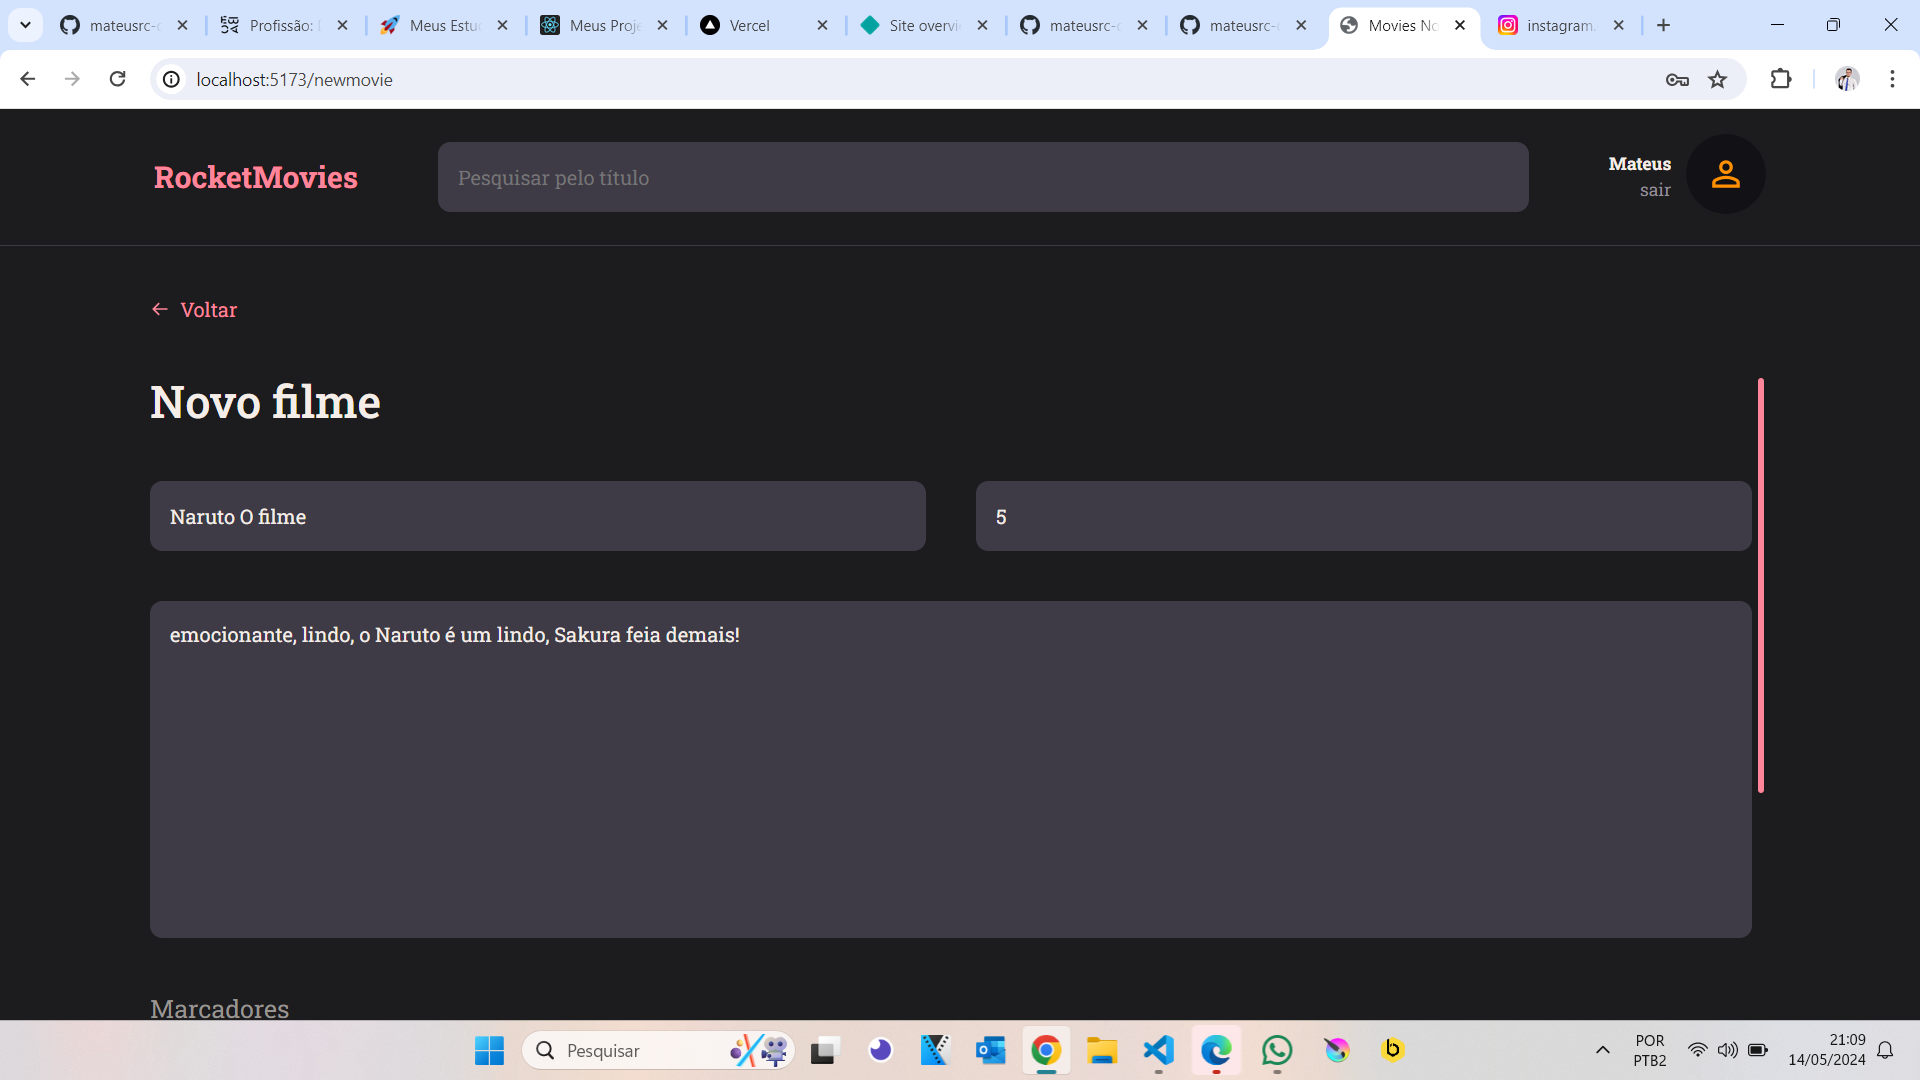 mateusrc-
Profissão:
Meus Estu
Meus Proje
Vercel
Site overvi
mateusrc-
mateusrc-
Movies No
instagram.
localhost:5173/newmovie
RocketMovies
Pesquisar pelo título
Mateus
sair
Voltar
Novo filme
Naruto O filme
5
emocionante, lindo, o Naruto é um lindo, Sakura feia demais!
Marcadores
Pesquisar
POR
PTB2
21:09
14/05/2024